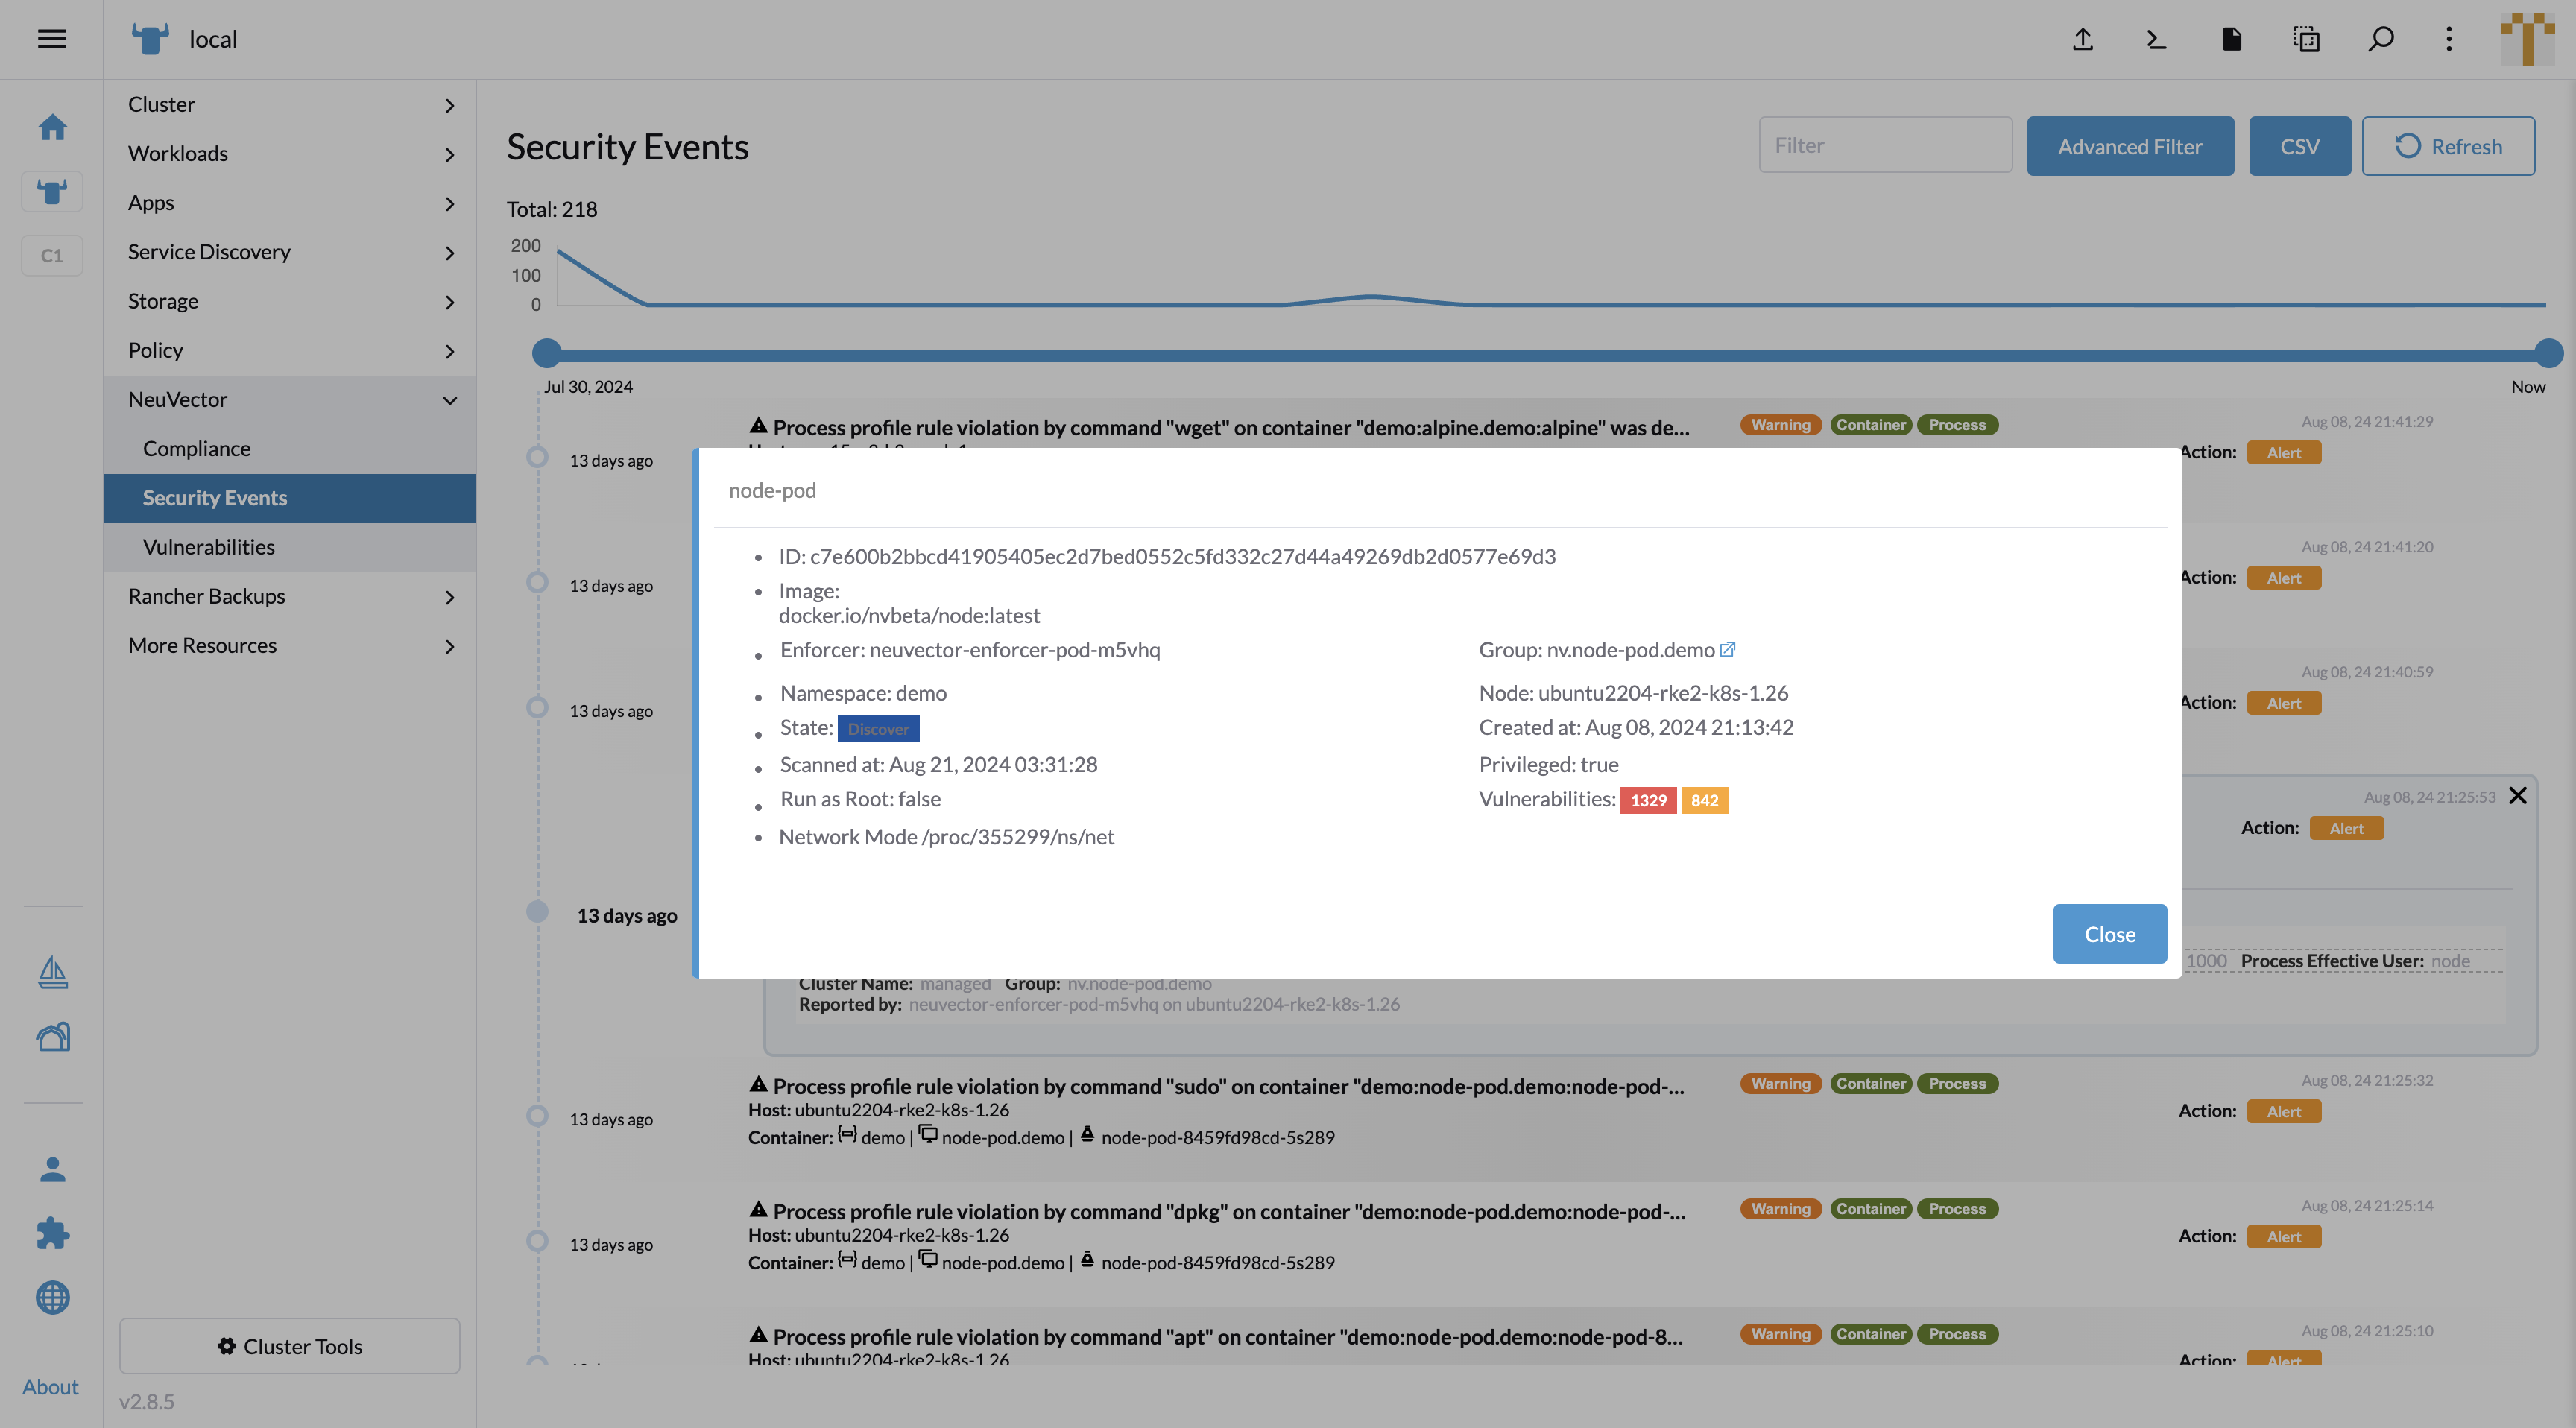 local
Cluster
Workloads
Apps
C1
Service Discovery
Storage
Policy
NeuVector
Compliance
Security Events
Vulnerabilities
Rancher Backups
More Resources
Cluster Tools
About
v2.8.5
Security Events
Filter
Advanced Filter
CSV
Refresh
Total: 218
200
100
0
Jul 30, 2024
Now
13 days ago
Process profile rule violation by command "wget" on container "demo:alpine.demo:alpine" was de...
Warning Container Process
Aug 08, 24 21:41:29
Action: Alert
13 days ago
Aug 08, 24 21:41:20
Action: Alert
13 days ago
Aug 08, 24 21:40:59
Action: Alert
node-pod
ID: c7e600b2bbcd41905405ec2d7bed0552c5fd332c27d44a49269db2d0577e69d3
Image:
docker.io/nvbeta/node:latest
Enforcer: neuvector-enforcer-pod-m5vhq
Group: nv.node-pod.demo
Namespace: demo
Node: ubuntu2204-rke2-k8s-1.26
State: Discover
Created at: Aug 08, 2024 21:13:42
Scanned at: Aug 21, 2024 03:31:28
Privileged: true
Run as Root: false
Vulnerabilities: 1329 842
Network Mode /proc/355299/ns/net
Close
Aug 08, 24 21:25:53
Action: Alert
13 days ago
1000 Process Effective User: node
Cluster Name: managed Group: nv.node-pod.demo
Reported by: neuvector-enforcer-pod-m5vhq on ubuntu2204-rke2-k8s-1.26
13 days ago
Process profile rule violation by command "sudo" on container "demo:node-pod.demo:node-pod-...
Warning Container Process
Aug 08, 24 21:25:32
Host: ubuntu2204-rke2-k8s-1.26
Action: Alert
Container: demo | node-pod.demo | node-pod-8459fd98cd-5s289
13 days ago
Process profile rule violation by command "dpkg" on container "demo:node-pod.demo:node-pod-...
Warning Container Process
Aug 08, 24 21:25:14
Host: ubuntu2204-rke2-k8s-1.26
Action: Alert
Container: demo | node-pod.demo | node-pod-8459fd98cd-5s289
Process profile rule violation by command "apt" on container "demo:node-pod.demo:node-pod-8...
Warning Container Process
Aug 08, 24 21:25:10
Host: ubuntu2204-rke2-k8s-1.26
Action: Alert